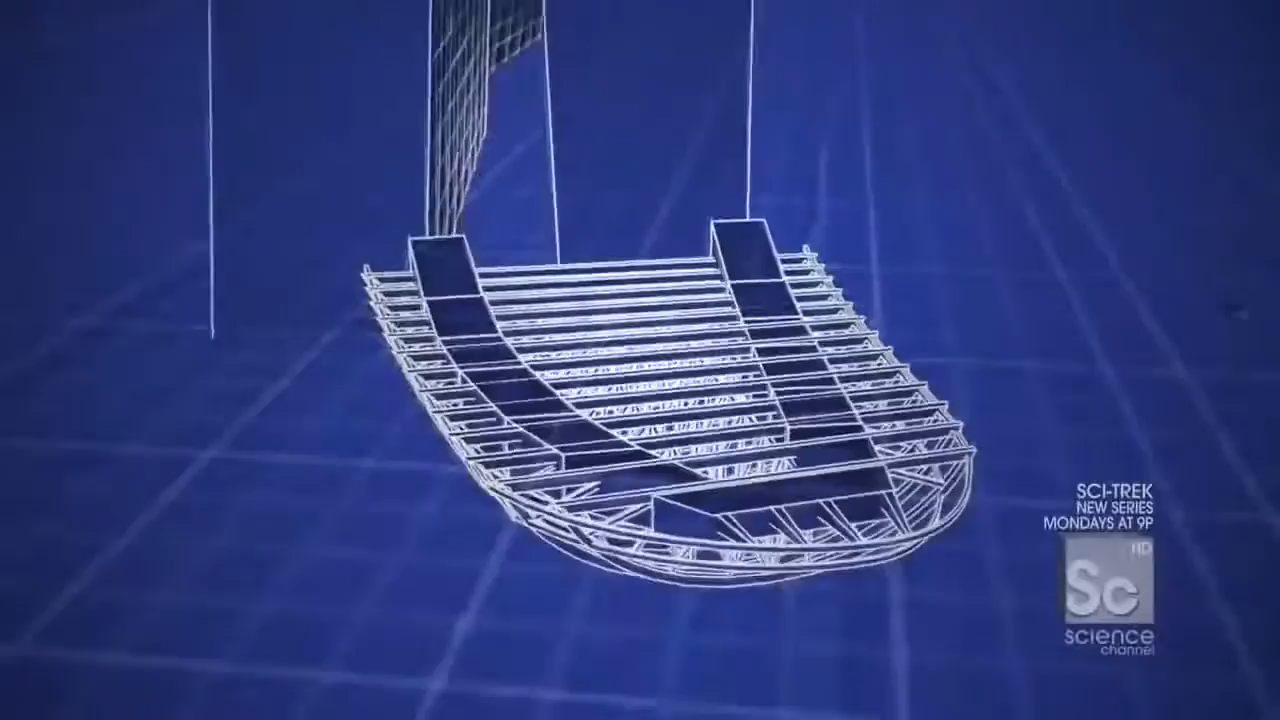 SCI-TREK
NEW SERIES
MONDAYS AT 9P
HD
Sc
science
channel